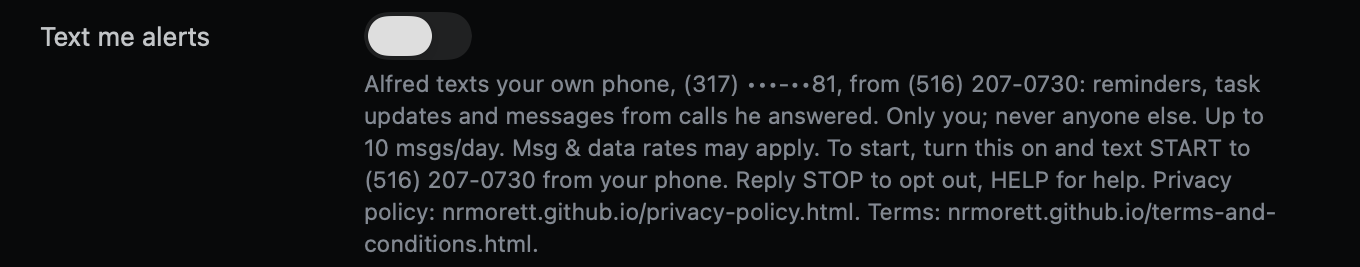 Text me alerts
Alfred texts your own phone, (317) •••-••81, from (516) 207-0730: reminders, task
updates and messages from calls he answered. Only you; never anyone else. Up to
10 msgs/day. Msg & data rates may apply. To start, turn this on and text START to
(516) 207-0730 from your phone. Reply STOP to opt out, HELP for help. Privacy
policy: nrmorett.github.io/privacy-policy.html. Terms: nrmorett.github.io/terms-and-
conditions.html.